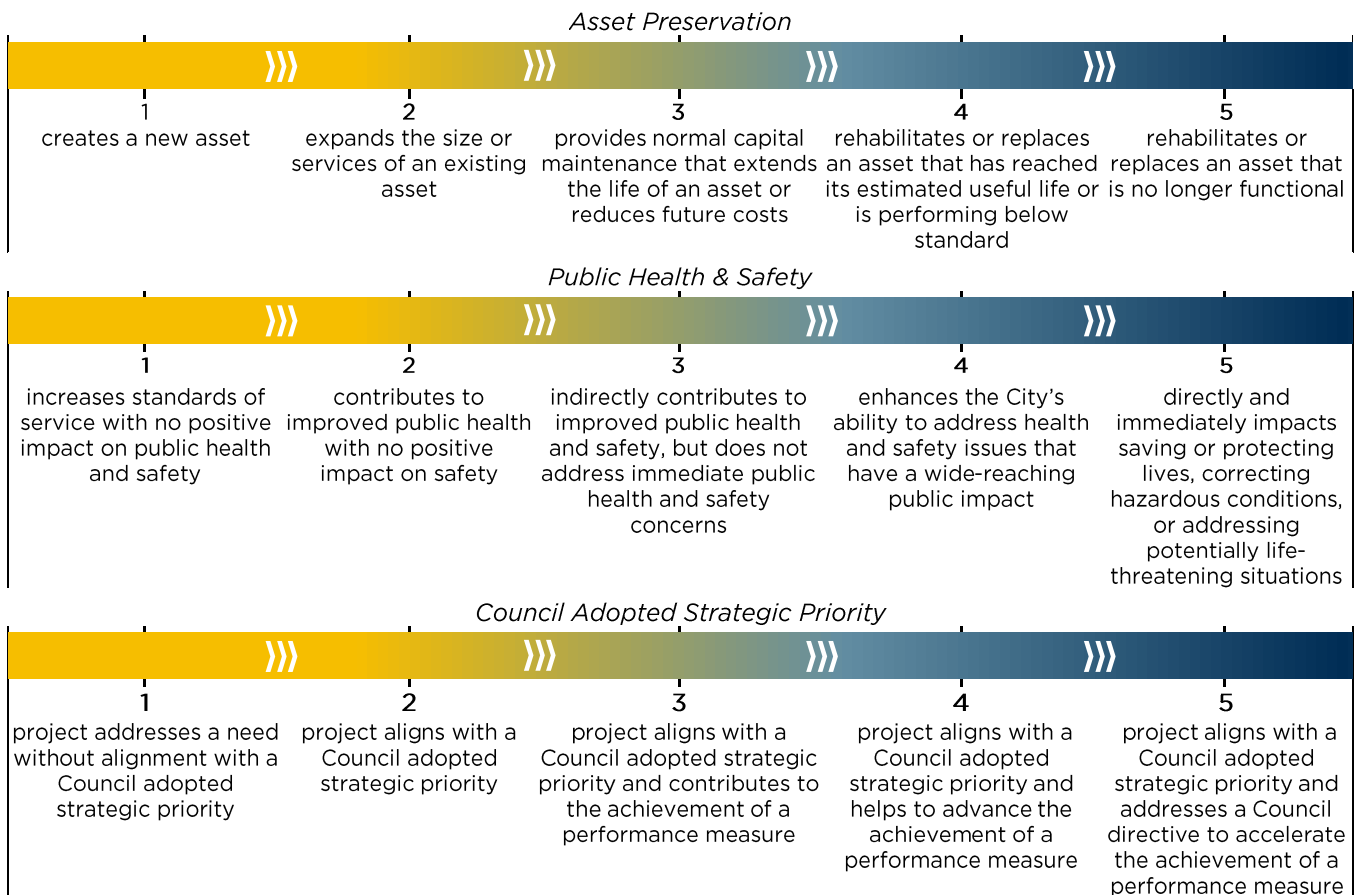 Asset Preservation
1
creates a new asset
2
expands the size or
services of an existing
asset
3
provides normal capital
maintenance that extends
the life of an asset or
reduces future costs
4
rehabilitates or replaces
an asset that has reached
its estimated useful life or
is performing below
standard
5
rehabilitates or
replaces an asset that
is no longer functional
Public Health & Safety
1
increases standards of
service with no positive
impact on public health
and safety
2
contributes to
improved public health
with no positive
impact on safety
3
indirectly contributes to
improved public health
and safety, but does not
address immediate public
health and safety
concerns
4
enhances the City’s
ability to address health
and safety issues that
have a wide-reaching
public impact
5
directly and
immediately impacts
saving or protecting
lives, correcting
hazardous conditions,
or addressing
potentially life-
threatening situations
Council Adopted Strategic Priority
1
project addresses a need
without alignment with a
Council adopted
strategic priority
2
project aligns with a
Council adopted
strategic priority
3
project aligns with a
Council adopted strategic
priority and contributes to
the achievement of a
performance measure
4
project aligns with a
Council adopted
strategic priority and
helps to advance the
achievement of a
performance measure
5
project aligns with a
Council adopted
strategic priority and
addresses a Council
directive to accelerate
the achievement of a
performance measure